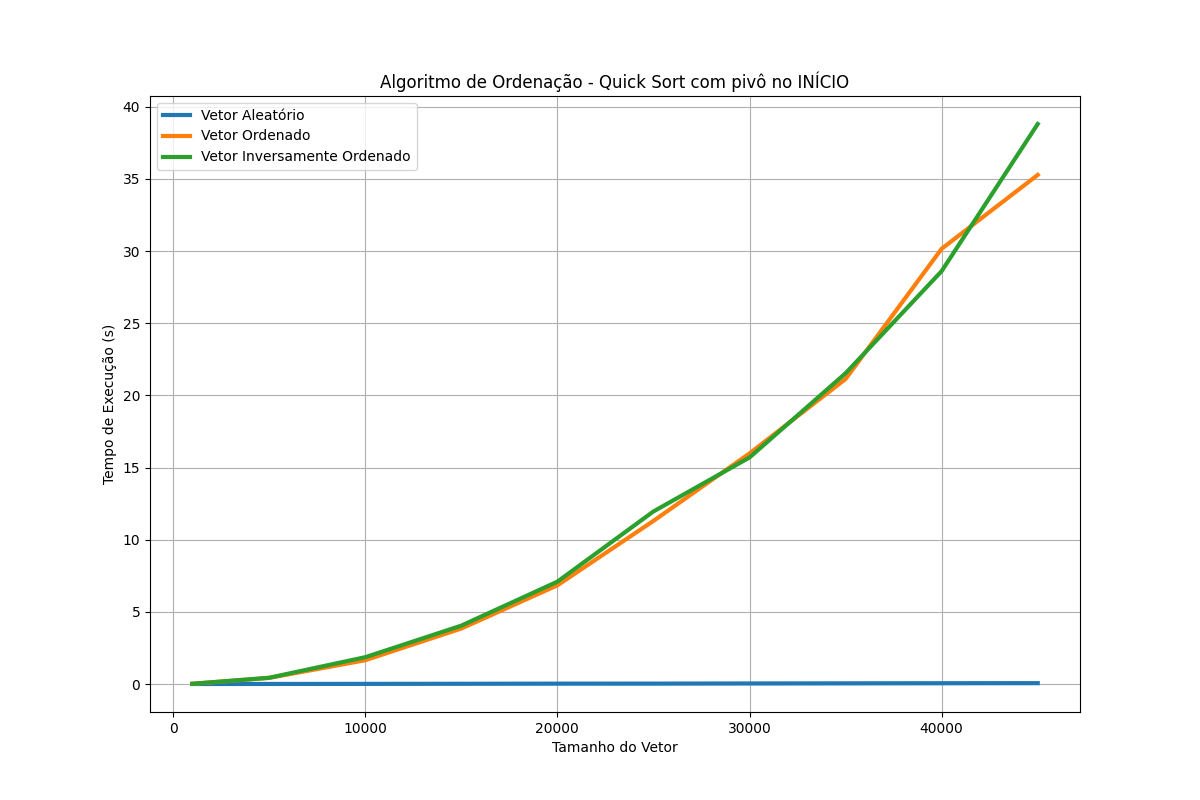 Algoritmo de Ordenação - Quick Sort com pivô no INÍCIO
Vetor Aleatório
Vetor Ordenado
Vetor Inversamente Ordenado
Tempo de Execução (s)
40
35
30
25
20
15
10
5
0
0 10000 20000 30000 40000
Tamanho do Vetor